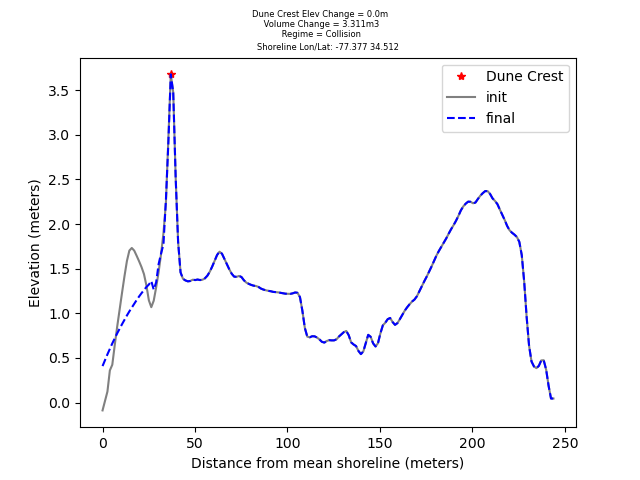 Dune Crest Elev Change = 0.0m
Volume Change = 3.311m3
Regime = Collision
Shoreline Lon/Lat: -77.377 34.512
Dune Crest
init
final
Elevation (meters)
3.5
3.0
2.5
2.0
1.5
1.0
0.5
0.0
0 50 100 150 200 250
Distance from mean shoreline (meters)